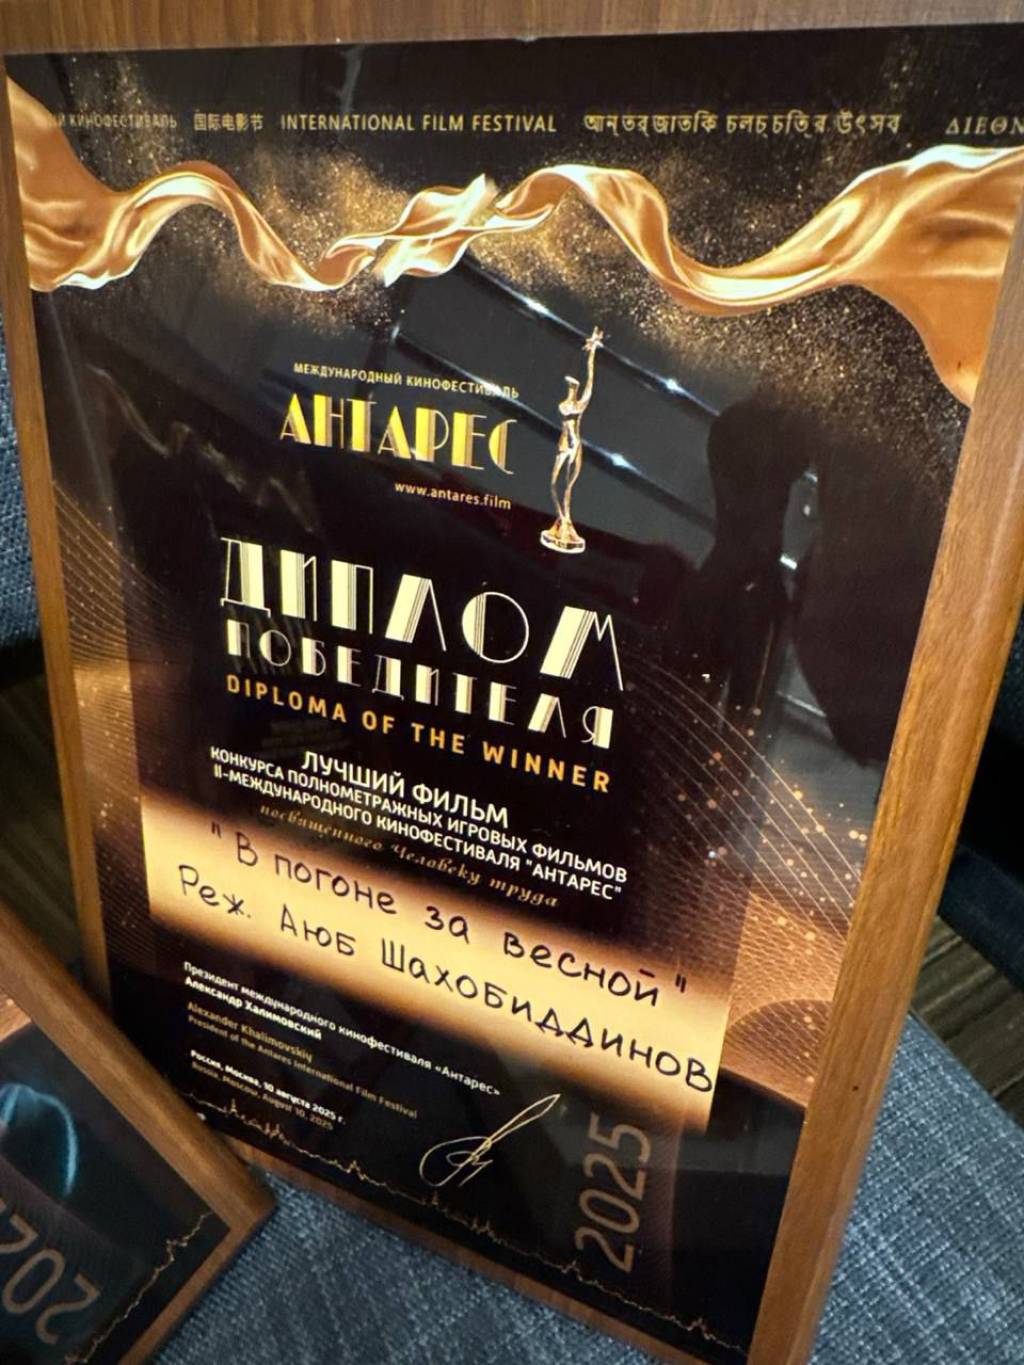 КИНОФЕСТИВАЛЬ 国际电影节 INTERNATIONAL FILM FESTIVAL আন্তর্জাতিক চলচ্চিত্র উৎসব ΔΙΕΘΝ
МЕЖДУНАРОДНЫЙ КИНОФЕСТИВАЛЬ
АНТАРЕС
www.antares.film
ДИПЛОМ
ПОБЕДИТЕЛЯ
DIPLOMA OF THE WINNER
ЛУЧШИЙ ФИЛЬМ
КОНКУРСА ПОЛНОМЕТРАЖНЫХ ИГРОВЫХ ФИЛЬМОВ
II-МЕЖДУНАРОДНОГО КИНОФЕСТИВАЛЯ "АНТАРЕС"
посвящённого Человеку труда
"В погоне за весной"
Реж. Аюб Шахобиддинов
Президент международного кинофестиваля «Антарес»
Александр Халимовский
Alexander Khalimovskiy
President of the Antares International Film Festival
Россия, Москва, 10 августа 2025 г.
Russia, Moscow, August 10, 2025
2025
202